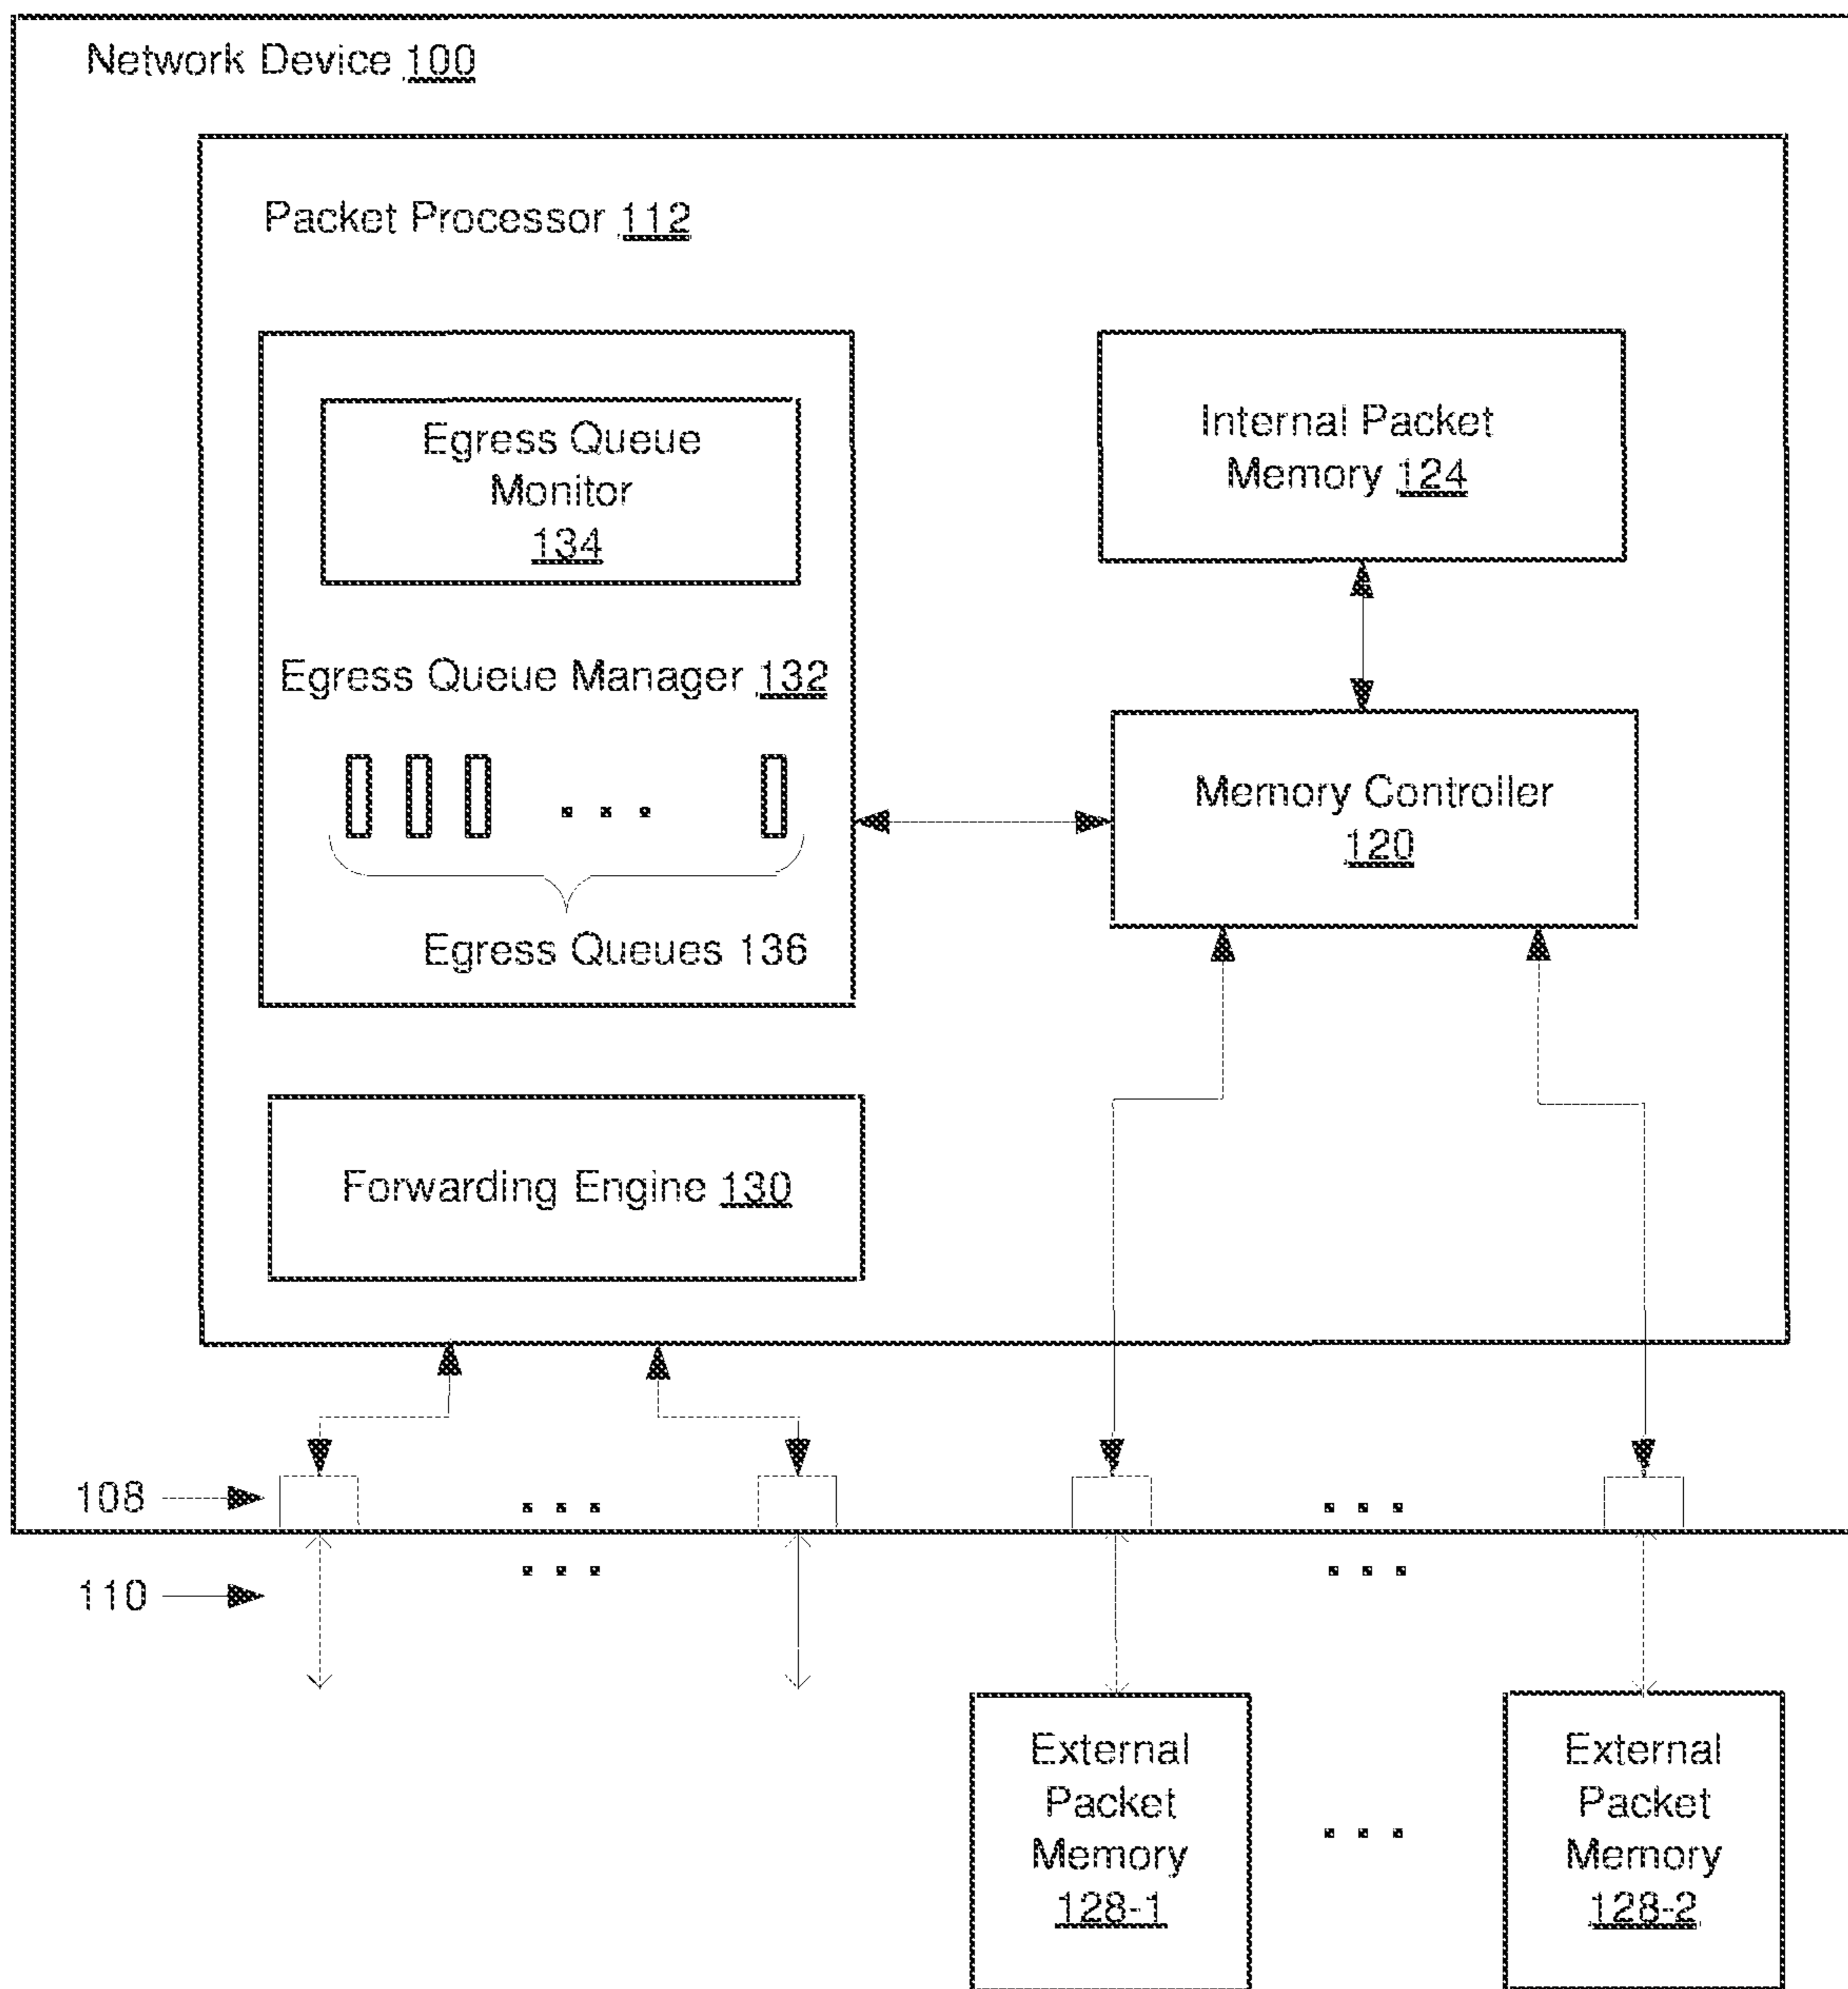 Network Device 100
Packet Processor 112
Egress Queue
Monitor
134
Egress Queue Manager 132
. . .
Egress Queues 136
Internal Packet
Memory 124
Memory Controller
120
Forwarding Engine 130
108
. . .
. . .
110
. . .
. . .
External
Packet
Memory
128-1
. . .
External
Packet
Memory
128-2